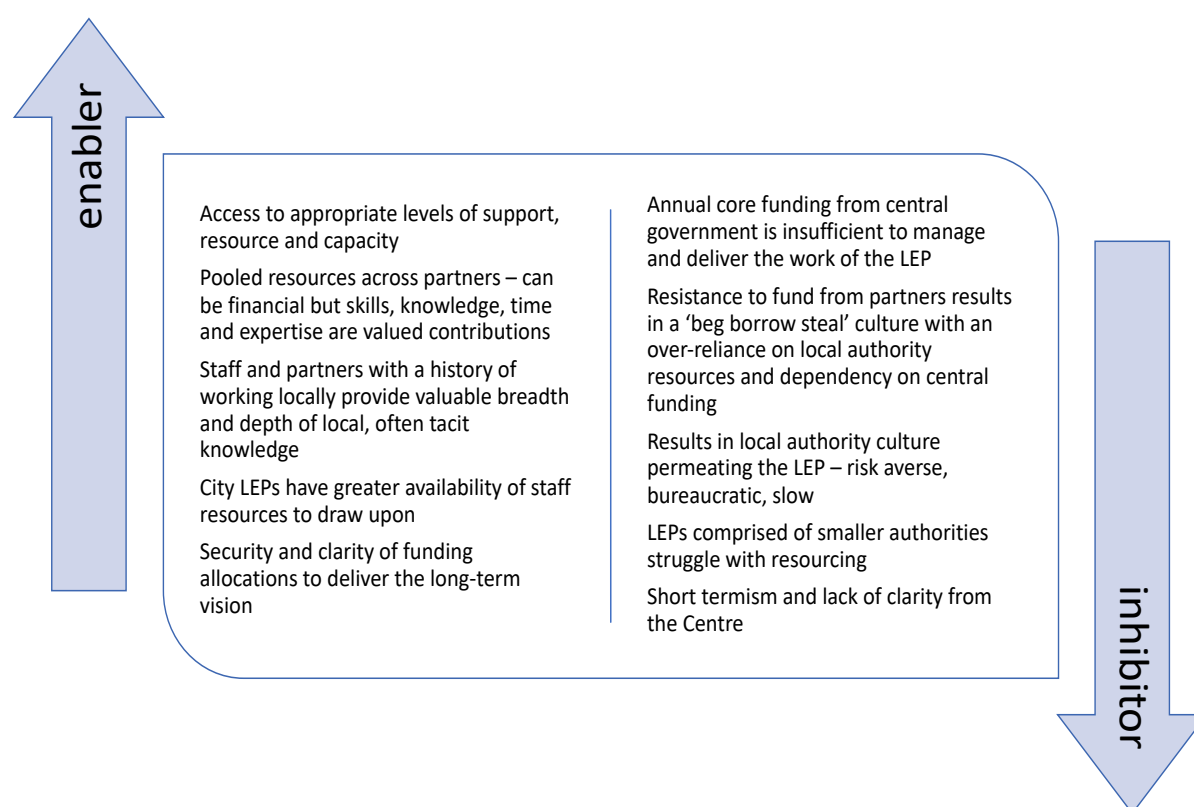 enabler
Access to appropriate levels of support,
resource and capacity
Pooled resources across partners – can
be financial but skills, knowledge, time
and expertise are valued contributions
Staff and partners with a history of
working locally provide valuable breadth
and depth of local, often tacit
knowledge
City LEPs have greater availability of staff
resources to draw upon
Security and clarity of funding
allocations to deliver the long-term
vision
Annual core funding from central
government is insufficient to manage
and deliver the work of the LEP
Resistance to fund from partners results
in a ‘beg borrow steal’ culture with an
over-reliance on local authority
resources and dependency on central
funding
Results in local authority culture
permeating the LEP – risk averse,
bureaucratic, slow
LEPs comprised of smaller authorities
struggle with resourcing
Short termism and lack of clarity from
the Centre
inhibitor